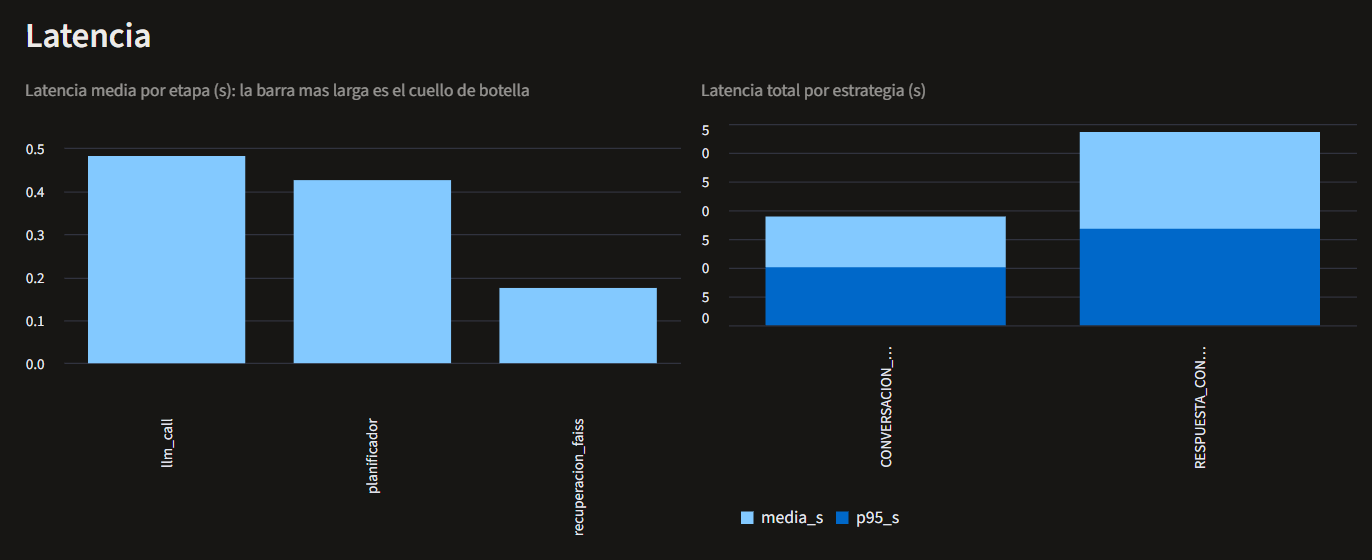 Latencia
Latencia media por etapa (s): la barra mas larga es el cuello de botella
0.5
0.4
0.3
0.2
0.1
0.0
llm_call
planificador
recuperacion_faiss
Latencia total por estrategia (s)
5
0
5
0
5
0
5
0
CONVERSACION_…
RESPUESTA_CON…
media_s
p95_s